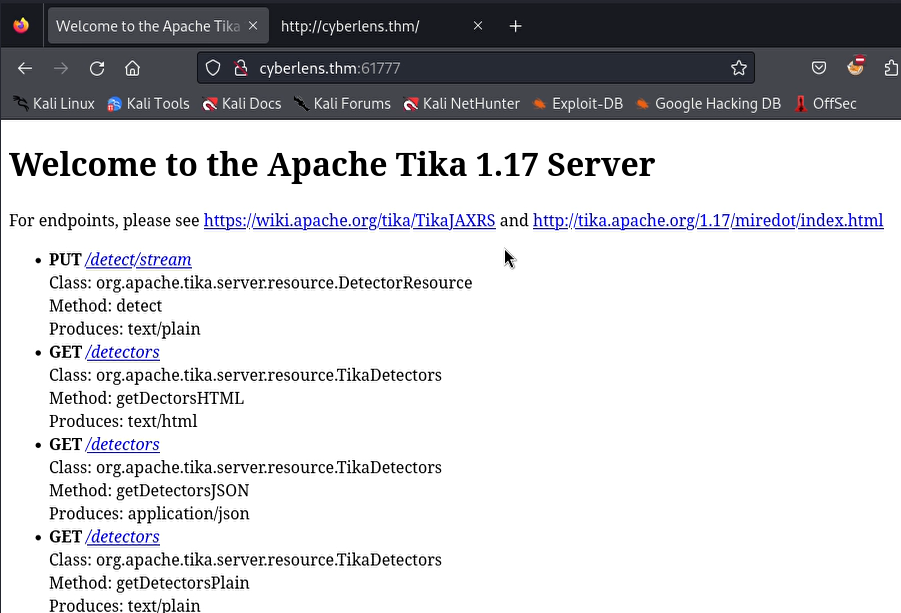 Welcome to the Apache Tika
http://cyberlens.thm/
cyberlens.thm:61777
Kali Linux Kali Tools Kali Docs Kali Forums Kali NetHunter Exploit-DB Google Hacking DB OffSec
Welcome to the Apache Tika 1.17 Server
For endpoints, please see https://wiki.apache.org/tika/TikaJAXRS and http://tika.apache.org/1.17/miredot/index.html
• PUT /detect/stream
Class: org.apache.tika.server.resource.DetectorResource
Method: detect
Produces: text/plain
• GET /detectors
Class: org.apache.tika.server.resource.TikaDetectors
Method: getDectorsHTML
Produces: text/html
• GET /detectors
Class: org.apache.tika.server.resource.TikaDetectors
Method: getDetectorsJSON
Produces: application/json
• GET /detectors
Class: org.apache.tika.server.resource.TikaDetectors
Method: getDetectorsPlain
Produces: text/plain